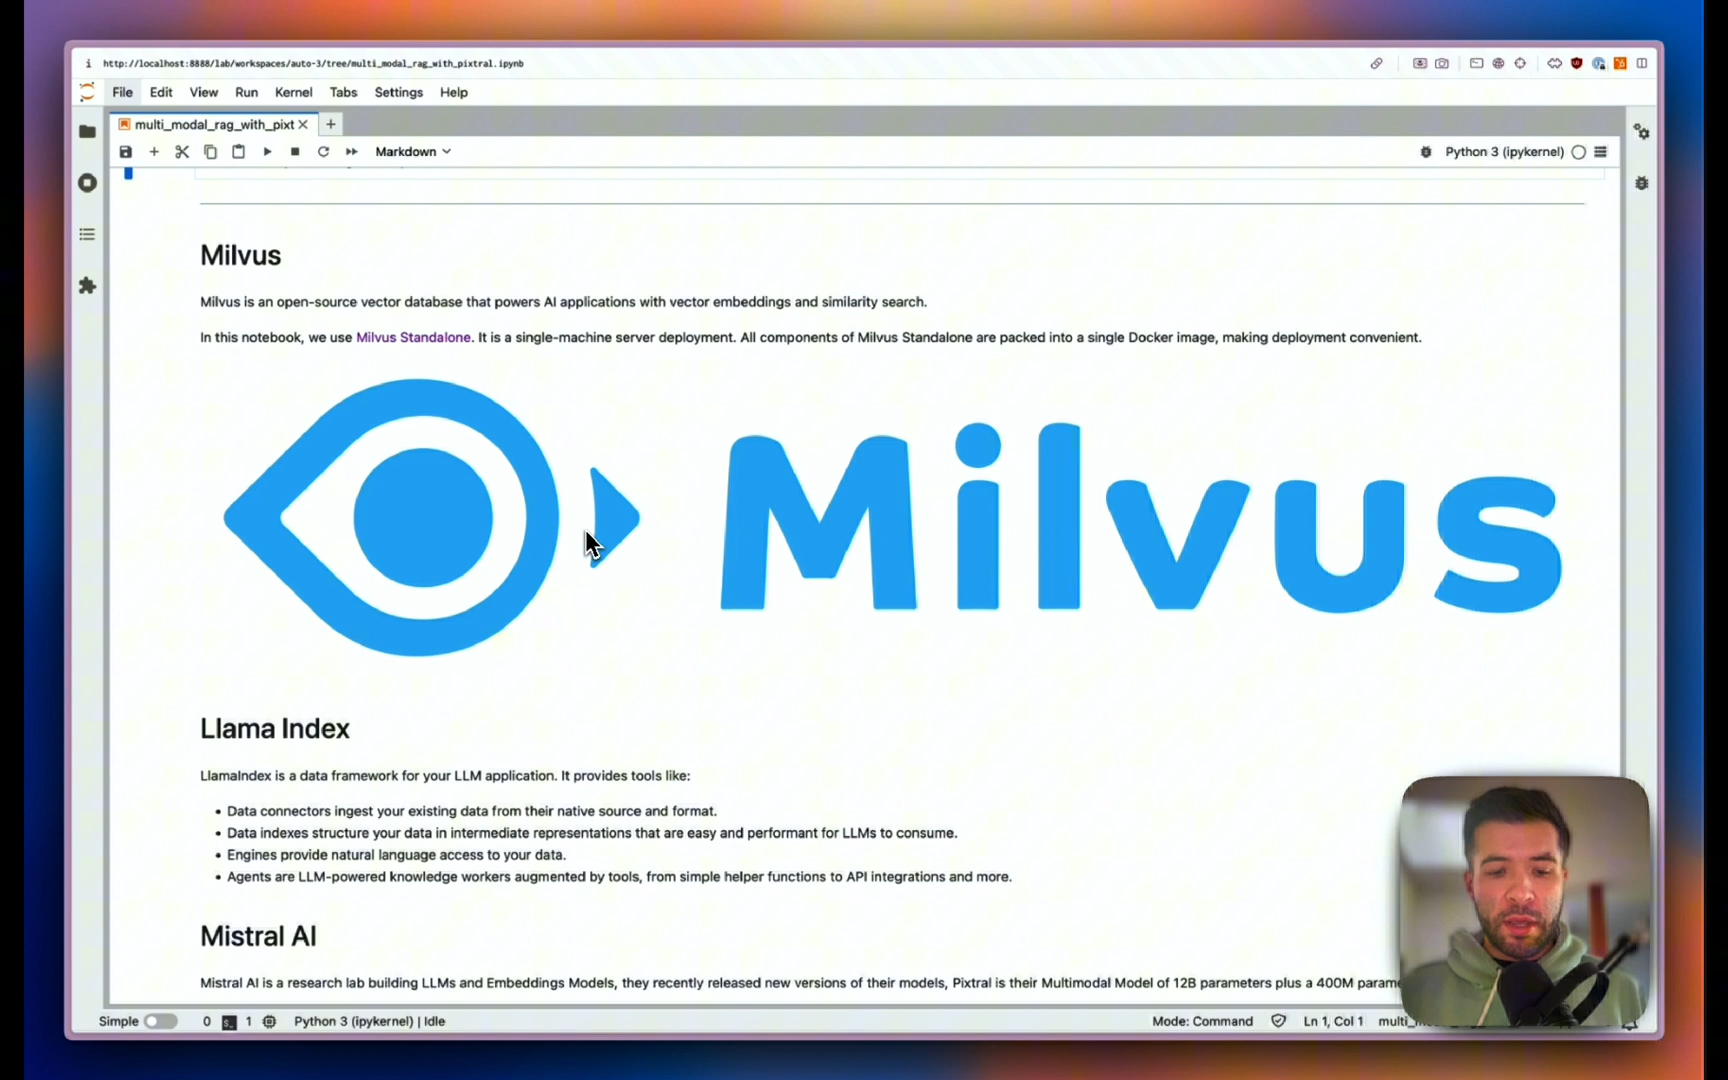 http://localhost:8888/lab/workspaces/auto-3/tree/multi_modal_rag_with_pixtral.ipynb
File Edit View Run Kernel Tabs Settings Help
multi_modal_rag_with_pixt
Markdown
Python 3 (ipykernel)
Milvus
Milvus is an open-source vector database that powers AI applications with vector embeddings and similarity search.
In this notebook, we use Milvus Standalone. It is a single-machine server deployment. All components of Milvus Standalone are packed into a single Docker image, making deployment convenient.
Milvus
Llama Index
LlamaIndex is a data framework for your LLM application. It provides tools like:
• Data connectors ingest your existing data from their native source and format.
• Data indexes structure your data in intermediate representations that are easy and performant for LLMs to consume.
• Engines provide natural language access to your data.
• Agents are LLM-powered knowledge workers augmented by tools, from simple helper functions to API integrations and more.
Mistral AI
Mistral AI is a research lab building LLMs and Embeddings Models, they recently released new versions of their models, Pixtral is their Multimodal Model of 12B parameters plus a 400M parame
Simple 0 1 Python 3 (ipykernel) | Idle Mode: Command Ln 1, Col 1 multi_